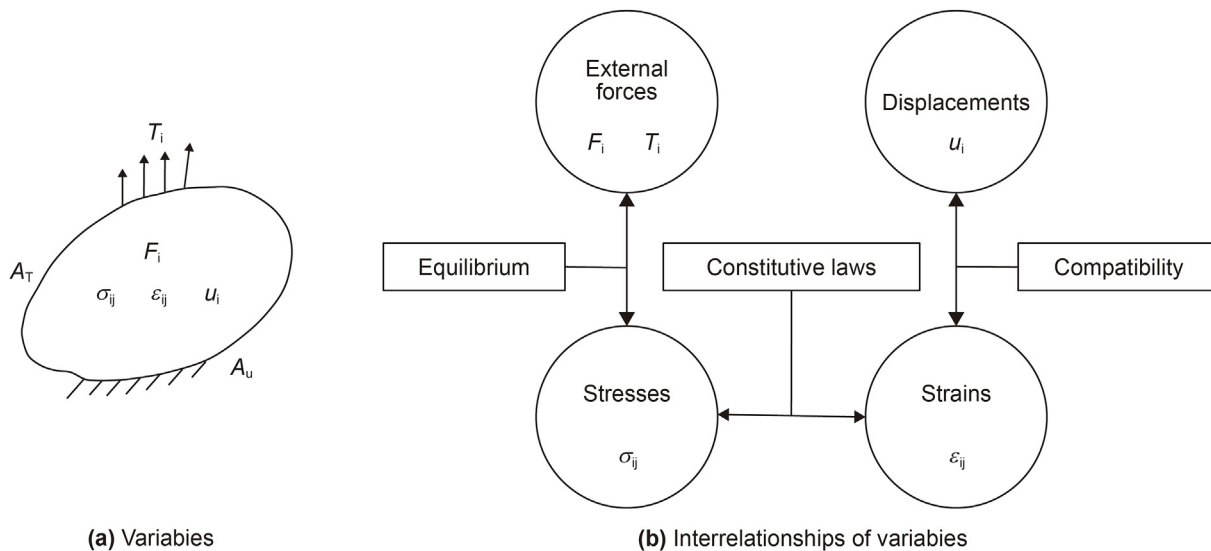 T_i
A_T
F_i
σ_ij ε_ij u_i
A_u
(a) Variabies
External
forces
F_i T_i
Displacements
u_i
Equilibrium
Constitutive laws
Compatibility
Stresses
σ_ij
Strains
ε_ij
(b) Interrelationships of variables